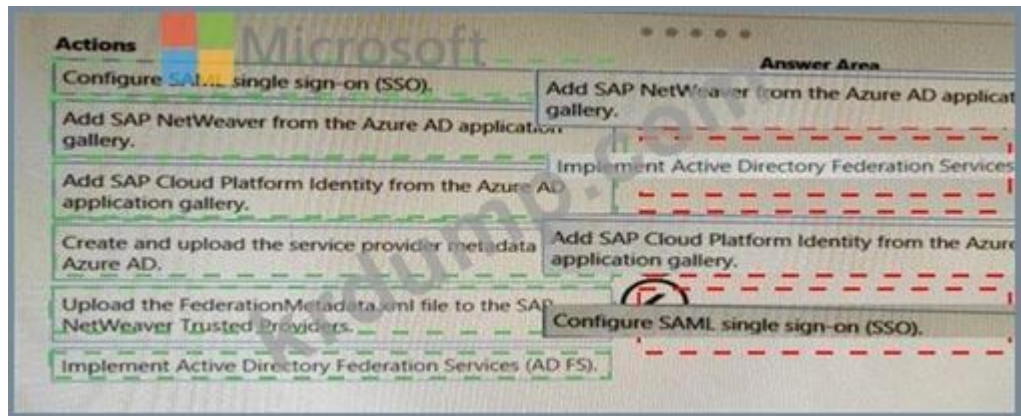 Microsoft
Actions
Configure SAML single sign-on (SSO).
Add SAP NetWeaver from the Azure AD application
gallery.
Add SAP Cloud Platform Identity from the Azure AD
application gallery.
Create and upload the service provider metadata
Azure AD.
Upload the FederationMetadata.xml file to the SAP
NetWeaver Trusted Providers.
Implement Active Directory Federation Services (AD FS).
Answer Area
Add SAP NetWeaver from the Azure AD applicat
gallery.
Implement Active Directory Federation Services
Add SAP Cloud Platform Identity from the Azure
application gallery.
Configure SAML single sign-on (SSO).
krdump.com